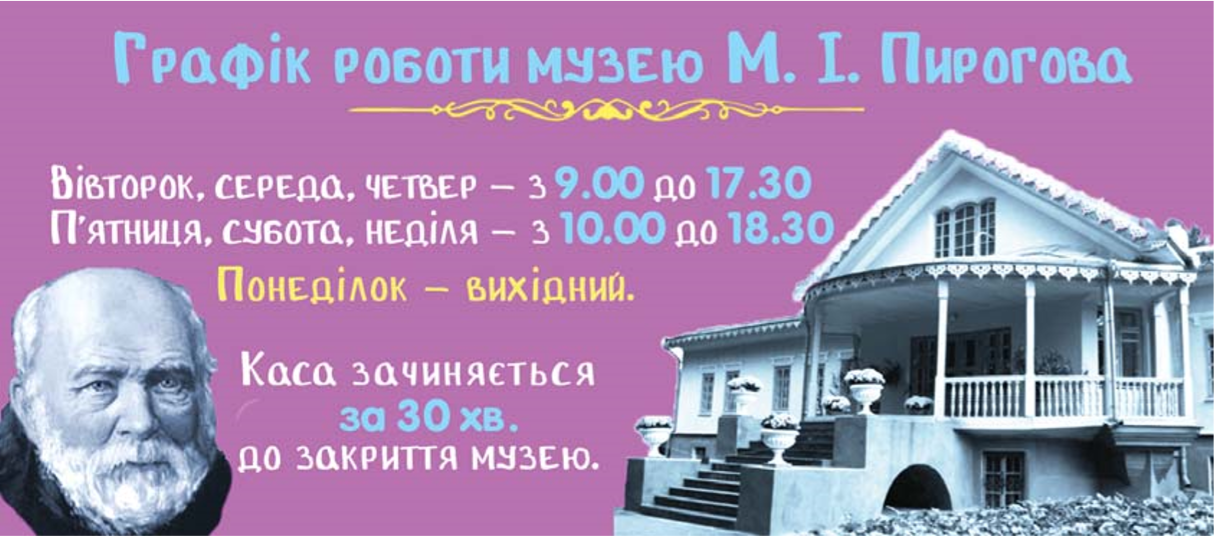 Графік роботи музею М. І. Пирогова
Вівторок, середа, четвер – з 9.00 до 17.30
П'ятниця, субота, неділя – з 10.00 до 18.30
Понеділок – вихідний.
Каса зачиняється
за 30 хв.
до закриття музею.